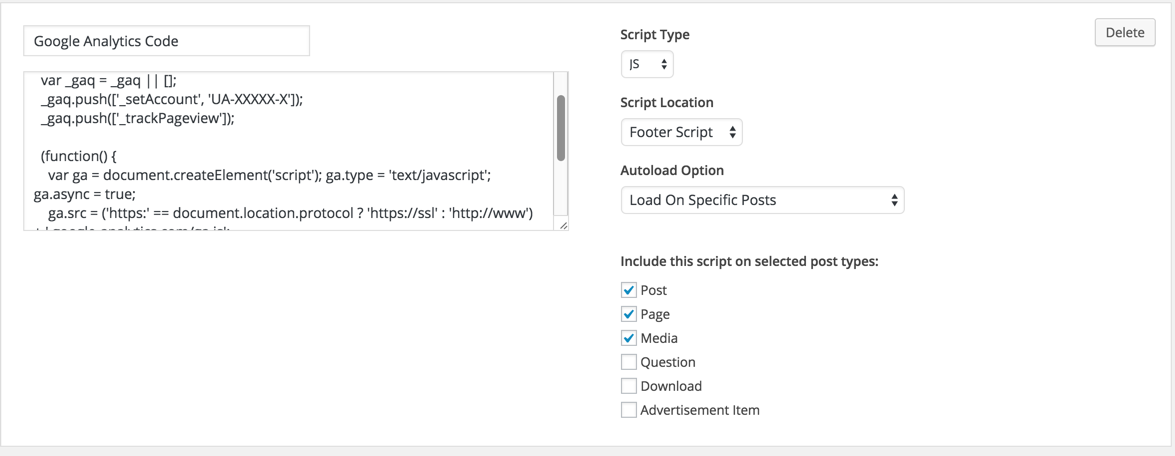 Google Analytics Code
var _gaq = _gaq || [];
_gaq.push(['_setAccount', 'UA-XXXXX-X']);
_gaq.push(['_trackPageview']);
(function() {
var ga = document.createElement('script'); ga.type = 'text/javascript';
ga.async = true;
ga.src = ('https:' == document.location.protocol ? 'https://ssl' : 'http://www')
Script Type
JS
Script Location
Footer Script
Autoload Option
Load On Specific Posts
Include this script on selected post types:
Post
Page
Media
Question
Download
Advertisement Item
Delete